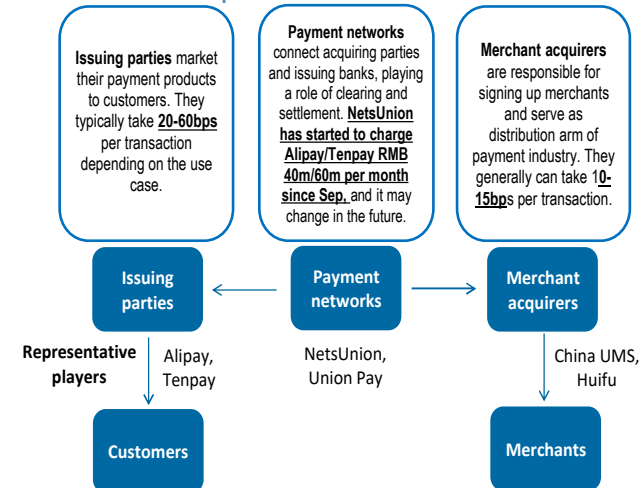 Issuing parties market
their payment products
to customers. They
typically take 20-60bps
per transaction
depending on the use
case.
Payment networks
connect acquiring parties
and issuing banks, playing
a role of clearing and
settlement. NetsUnion
has started to charge
Alipay/Tenpay RMB
40m/60m per month
since Sep, and it may
change in the future.
Merchant acquirers
are responsible for
signing up merchants
and serve as
distribution arm of
payment industry. They
generally can take 10-
15bps per transaction.
Issuing
parties
Payment
networks
Merchant
acquirers
Representative
players
Alipay,
Tenpay
NetsUnion,
Union Pay
China UMS,
Huifu
Customers
Merchants